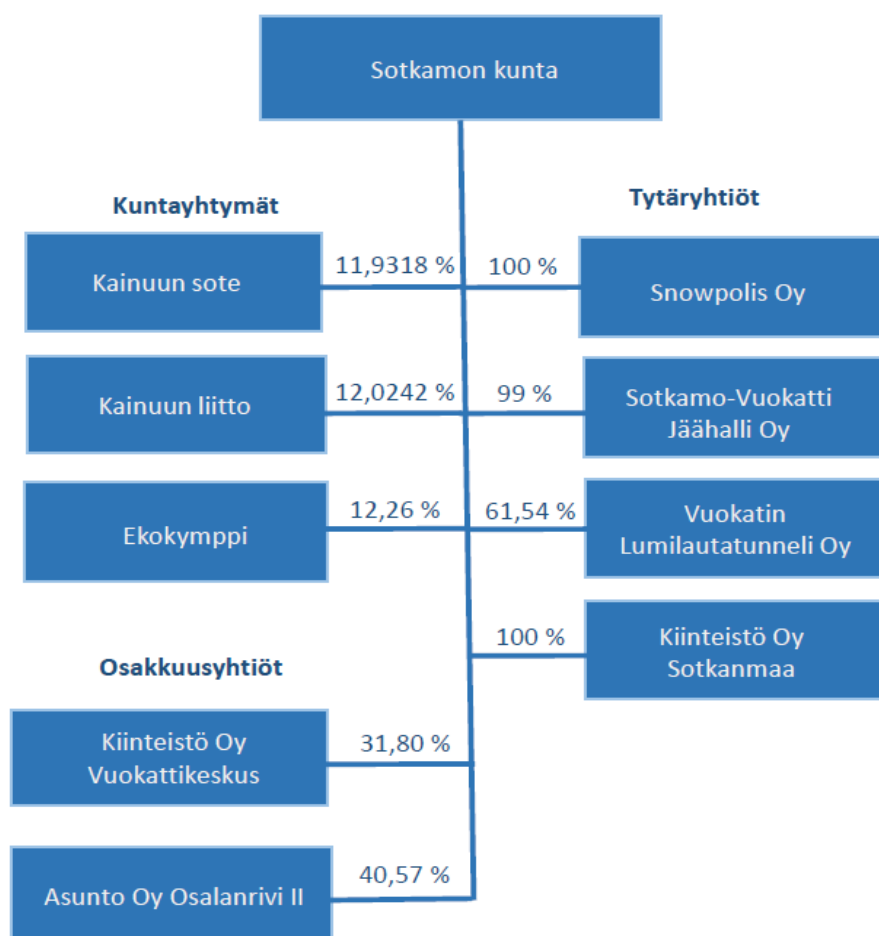 Sotkamon kunta
Kuntayhtymät
Tytäryhtiöt
Kainuun sote
11,9318 %
100 %
Snowpolis Oy
Kainuun liitto
12,0242 %
99 %
Sotkamo-Vuokatti
Jäähalli Oy
Ekokymppi
12,26 %
61,54 %
Vuokatin
Lumilautatunneli Oy
100 %
Kiinteistö Oy
Sotkanmaa
Osakkuusyhtiöt
Kiinteistö Oy
Vuokattikeskus
31,80 %
Asunto Oy Osalanrivi II
40,57 %